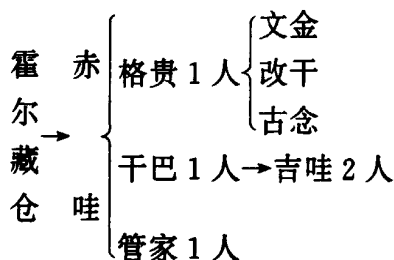 霍尔藏仓→赤哇
格贵1人
文金
改干
古念
干巴1人→吉哇2人
管家1人